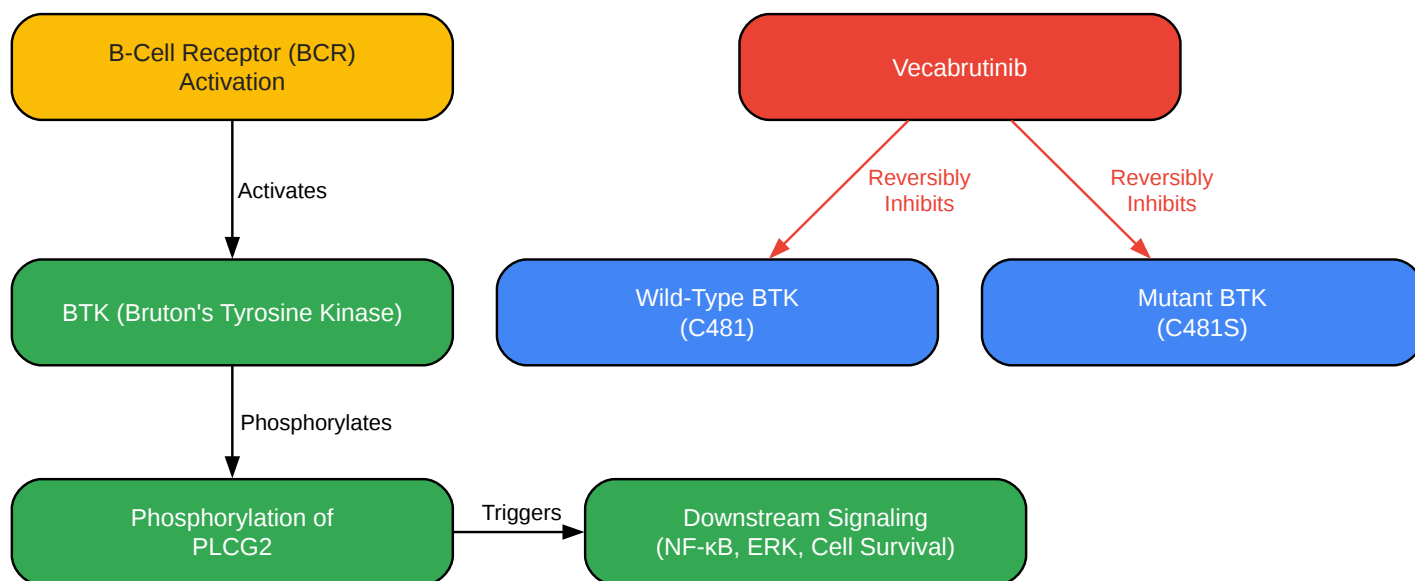 B-Cell Receptor (BCR)
Activation
Vecabrutinib
Activates
Reversibly
Inhibits
Reversibly
Inhibits
BTK (Bruton's Tyrosine Kinase)
Wild-Type BTK
(C481)
Mutant BTK
(C481S)
Phosphorylates
Phosphorylation of
PLCG2
Triggers
Downstream Signaling
(NF-κB, ERK, Cell Survival)